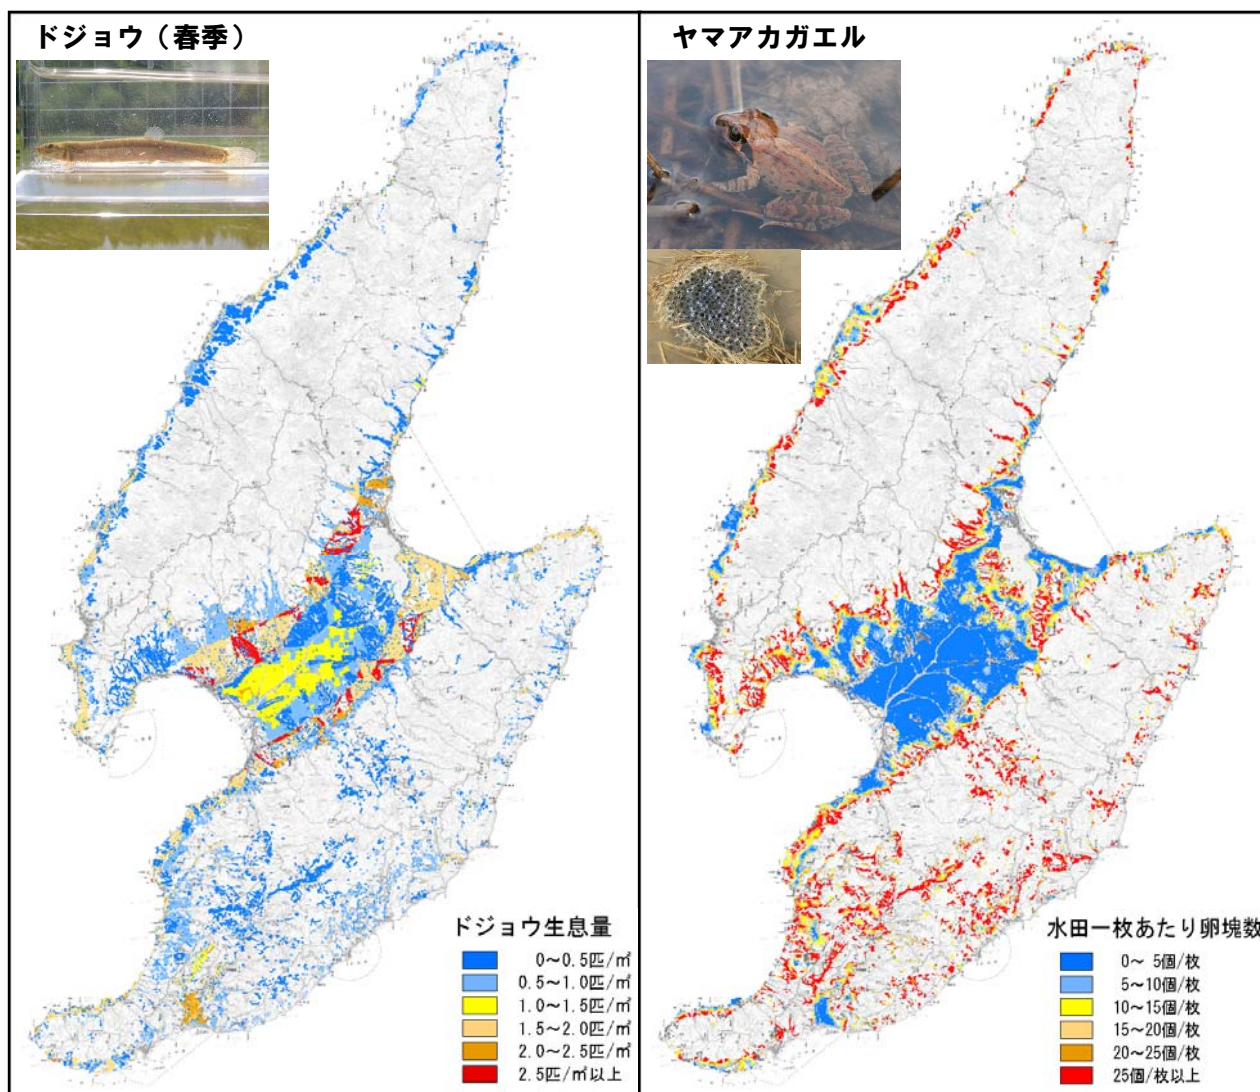 ドジョウ（春季）
ドジョウ生息量
0～0.5匹/㎡
0.5～1.0匹/㎡
1.0～1.5匹/㎡
1.5～2.0匹/㎡
2.0～2.5匹/㎡
2.5匹/㎡以上
ヤマアカガエル
水田一枚あたり卵塊数
0～ 5個/枚
5～10個/枚
10～15個/枚
15～20個/枚
20～25個/枚
25個/枚以上